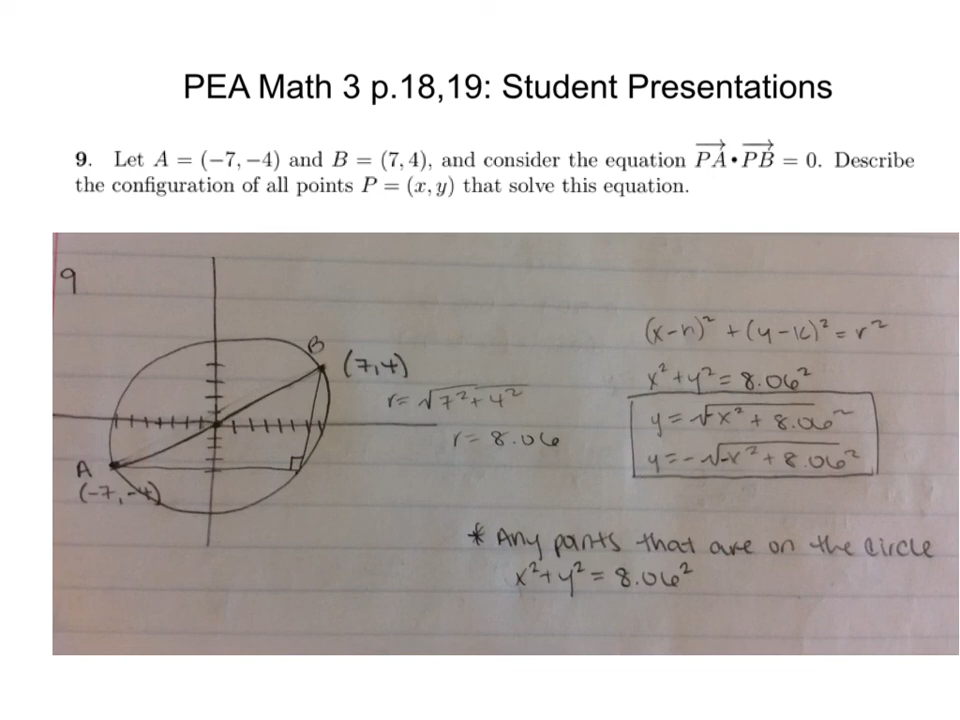 PEA Math 3 p.18,19: Student Presentations
9. Let A = (−7, −4) and B = (7, 4), and consider the equation PA⃗ • PB⃗ = 0. Describe
the configuration of all points P = (x, y) that solve this equation.
9
(x-h)² + (y-k)² = r²
B
(7,4)
x² + y² = 8.06²
r = √7²+4²
y = √-x² + 8.06²
r = 8.06
y = -√-x² + 8.06²
A
(-7,-4)
* Any points that are on the circle
x²+y² = 8.06²